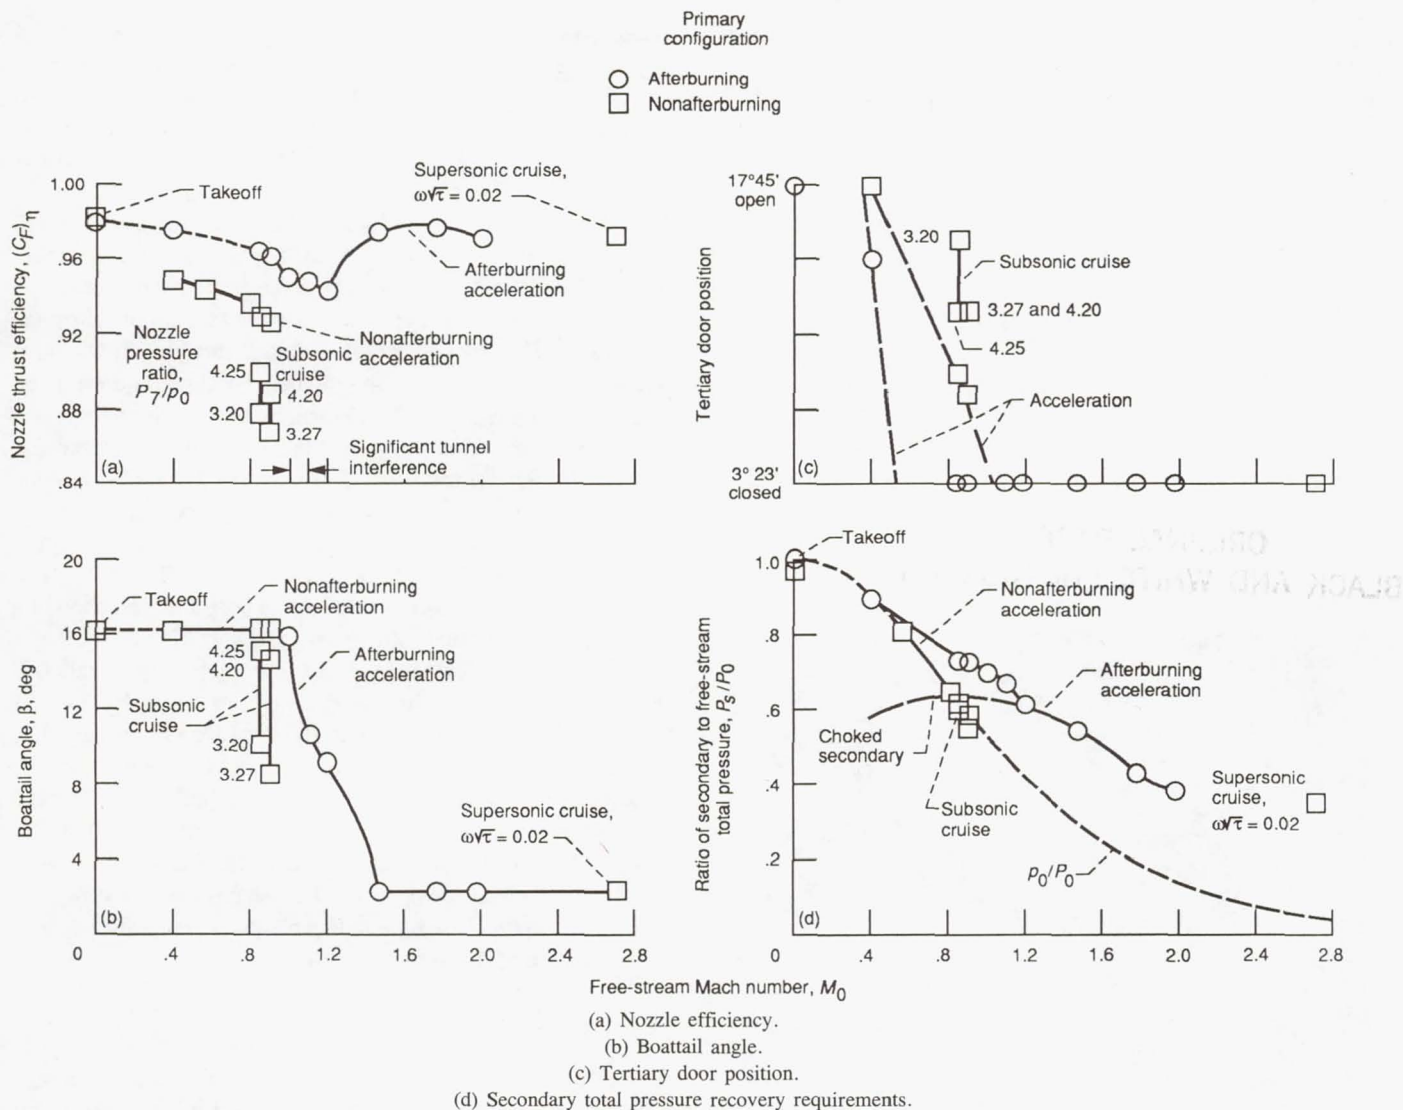 Primary
configuration
Afterburning
Nonafterburning
Nozzle thrust efficiency, (C_F)_η
1.00
.96
.92
.88
.84
Takeoff
Supersonic cruise,
ω√τ = 0.02
Afterburning
acceleration
Nonafterburning
acceleration
Nozzle
pressure
ratio,
P7/p0
Subsonic
cruise
4.25
4.20
3.20
3.27
Significant tunnel
interference
(a)
Tertiary door position
17°45'
open
3° 23'
closed
3.20
Subsonic cruise
3.27 and 4.20
4.25
Acceleration
(c)
Boattail angle, β, deg
20
16
12
8
4
0
Takeoff
Nonafterburning
acceleration
4.25
4.20
Afterburning
acceleration
Subsonic
cruise
3.20
3.27
Supersonic cruise,
ω√τ = 0.02
(b)
0 .4 .8 1.2 1.6 2.0 2.4 2.8
Ratio of secondary to free-stream
total pressure, Ps/P0
1.0
.8
.6
.4
.2
Takeoff
Nonafterburning
acceleration
Afterburning
acceleration
Choked
secondary
Subsonic
cruise
Supersonic
cruise,
ω√τ = 0.02
p0/P0
(d)
0 .4 .8 1.2 1.6 2.0 2.4 2.8
Free-stream Mach number, M0
(a) Nozzle efficiency.
(b) Boattail angle.
(c) Tertiary door position.
(d) Secondary total pressure recovery requirements.